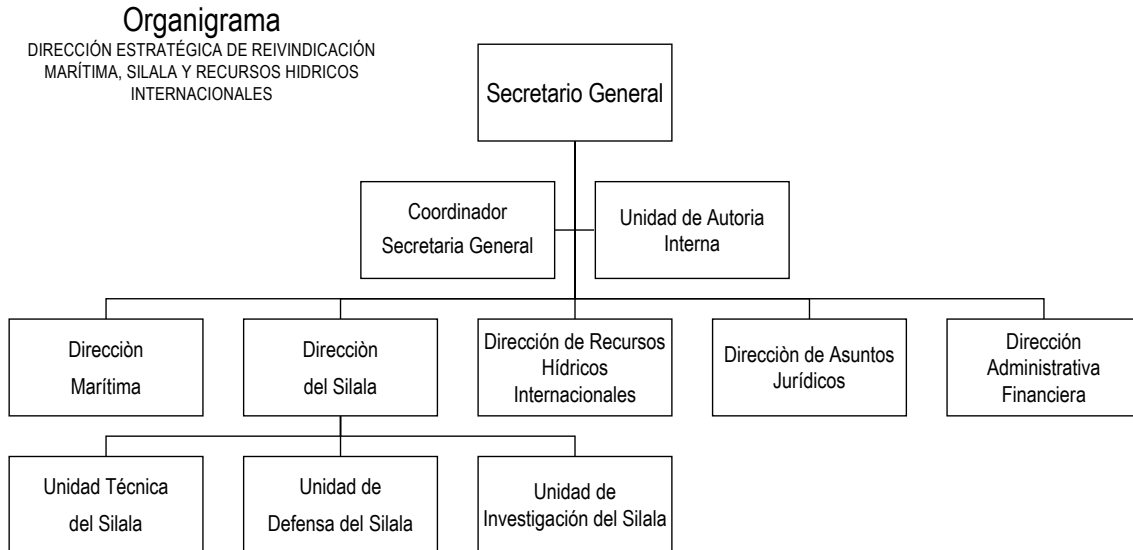 Organigrama
DIRECCIÓN ESTRATÉGICA DE REIVINDICACIÓN
MARÍTIMA, SILALA Y RECURSOS HIDRICOS
INTERNACIONALES
Secretario General
Coordinador
Secretaria General
Unidad de Autoria
Interna
Direcciòn
Marítima
Direcciòn
del Silala
Dirección de Recursos
Hídricos
Internacionales
Direcciòn de Asuntos
Jurídicos
Dirección
Administrativa
Financiera
Unidad Técnica
del Silala
Unidad de
Defensa del Silala
Unidad de
Investigación del Silala